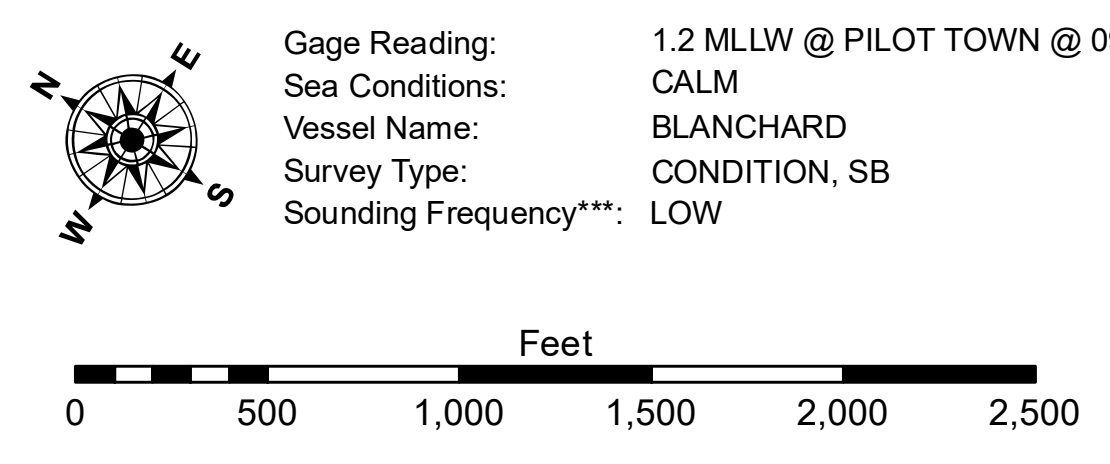 N
E
S
W
Gage Reading: 1.2 MLLW @ PILOT TOWN @
Sea Conditions: CALM
Vessel Name: BLANCHARD
Survey Type: CONDITION, SB
Sounding Frequency***: LOW
Feet
0 500 1,000 1,500 2,000 2,500